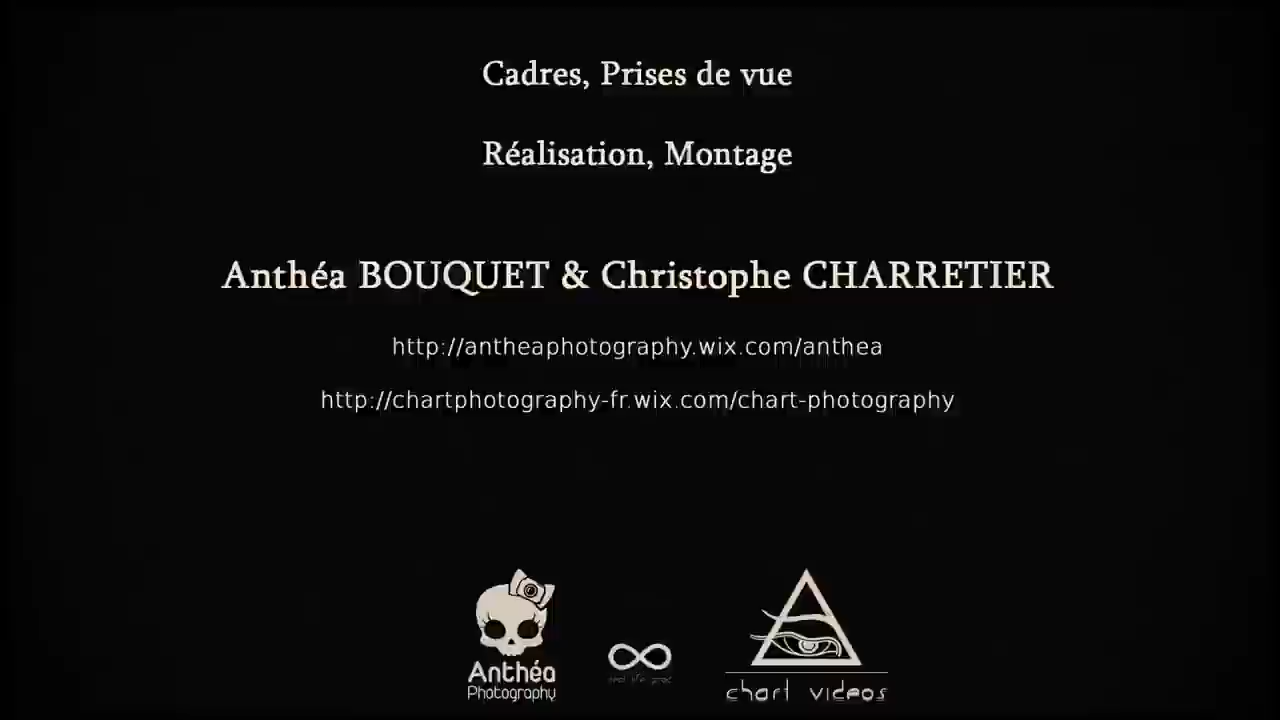 Cadres, Prises de vue
Réalisation, Montage
Anthéa BOUQUET & Christophe CHARRETIER
http://antheaphotography.wix.com/anthea
http://chartphotography-fr.wix.com/chart-photography
Anthéa
Photography
chart videos